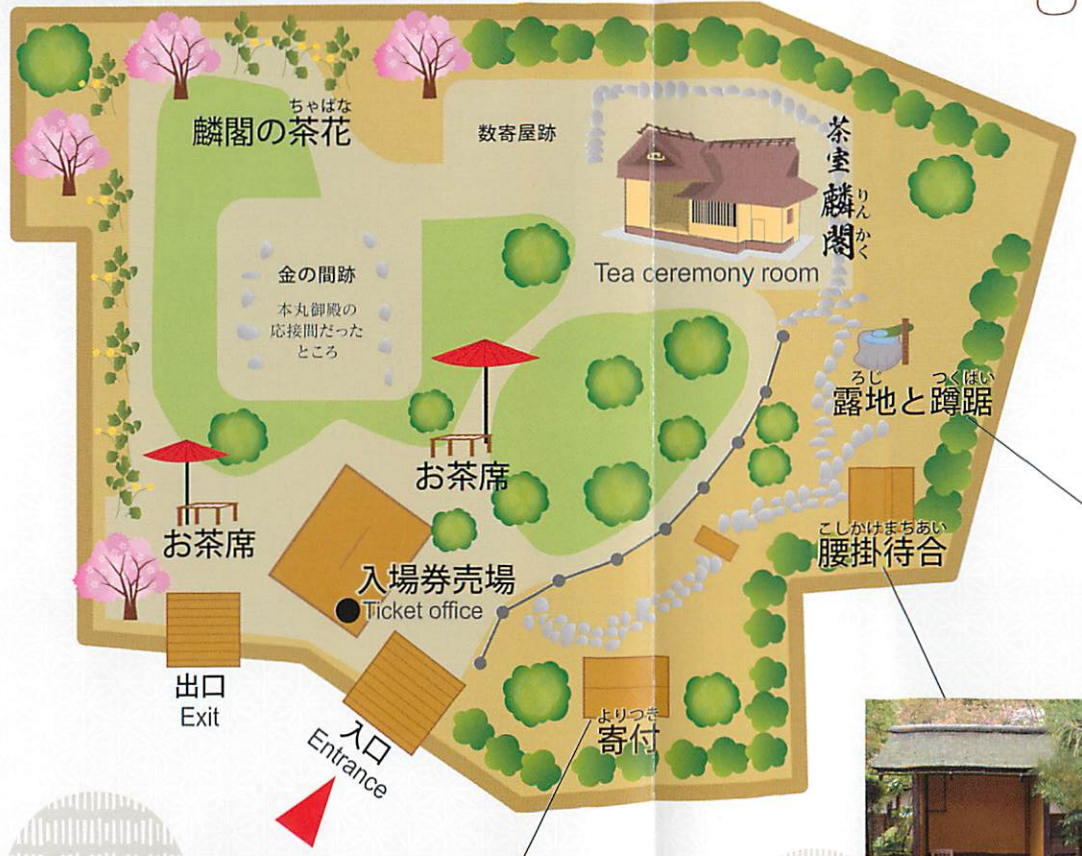 ちゃばな
麟閣の茶花
数寄屋跡
茶室 麟閣
りんかく
Tea ceremony room
金の間跡
本丸御殿の
応接間だった
ところ
ろじ つくばい
露地と蹲踞
お茶席
お茶席
こしかけまちあい
腰掛待合
入場券売場
Ticket office
出口
Exit
入口
Entrance
よりつき
寄付